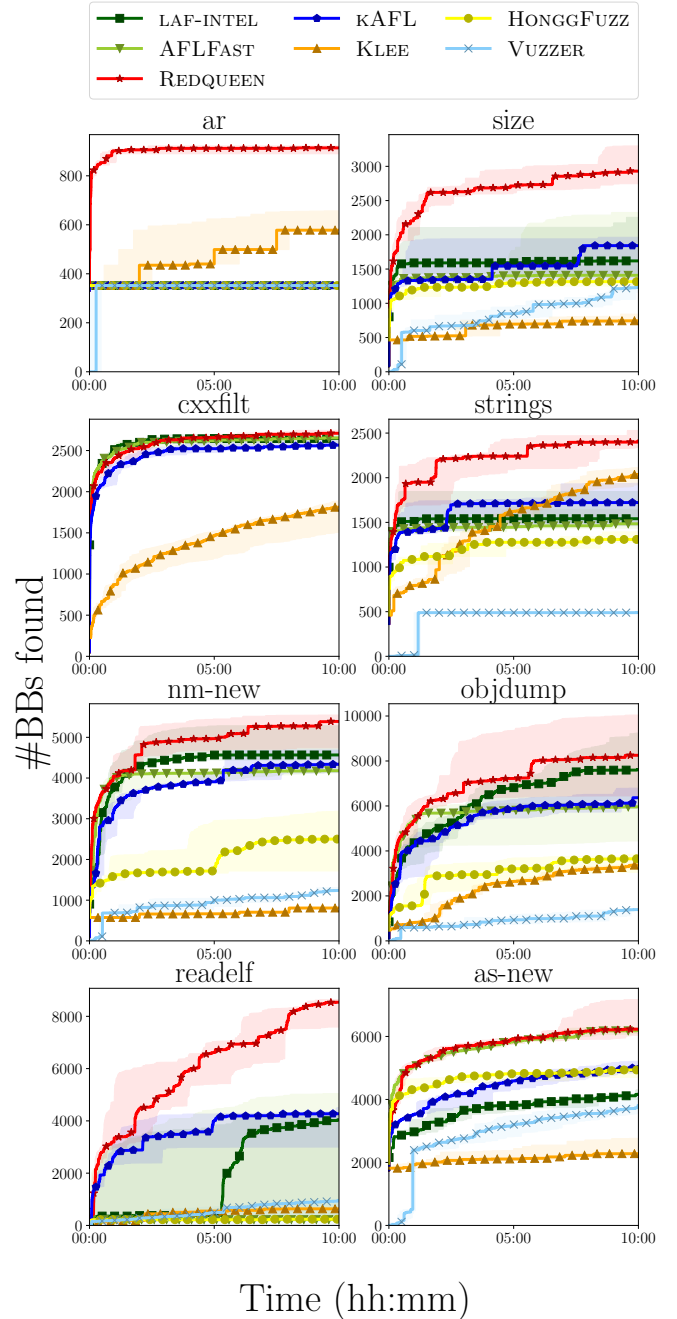 LAF-INTEL KAFL HONGGFUZZ
AFLFAST KLEE VUZZER
REDQUEEN
ar size
800
600
400
200
0
00:00 05:00 10:00
3000
2500
2000
1500
1000
500
0
00:00 05:00 10:00
cxxfilt strings
2500
2000
1500
1000
500
0
00:00 05:00 10:00
2500
2000
1500
1000
500
0
00:00 05:00 10:00
nm-new objdump
5000
4000
3000
2000
1000
0
00:00 05:00 10:00
10000
8000
6000
4000
2000
0
00:00 05:00 10:00
readelf as-new
8000
6000
4000
2000
0
00:00 05:00 10:00
6000
4000
2000
0
00:00 05:00 10:00
#BBs found
Time (hh:mm)